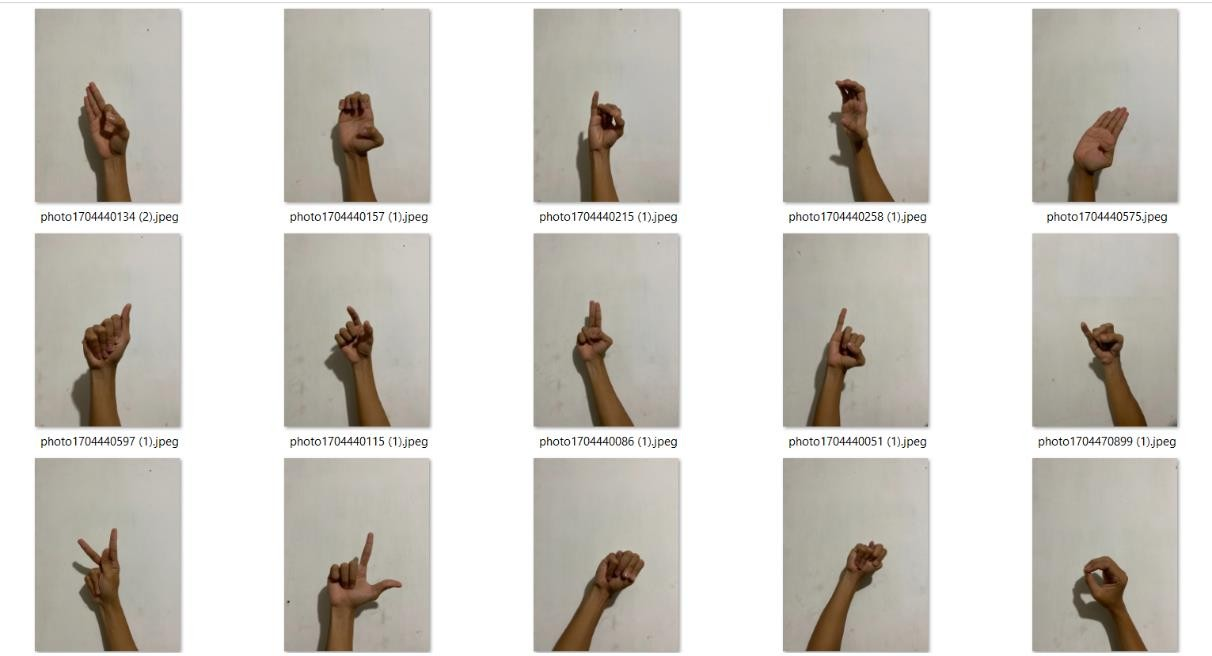 photo1704440134 (2).jpeg
photo1704440157 (1).jpeg
photo1704440215 (1).jpeg
photo1704440258 (1).jpeg
photo1704440575.jpeg
photo1704440597 (1).jpeg
photo1704440115 (1).jpeg
photo1704440086 (1).jpeg
photo1704440051 (1).jpeg
photo1704470899 (1).jpeg